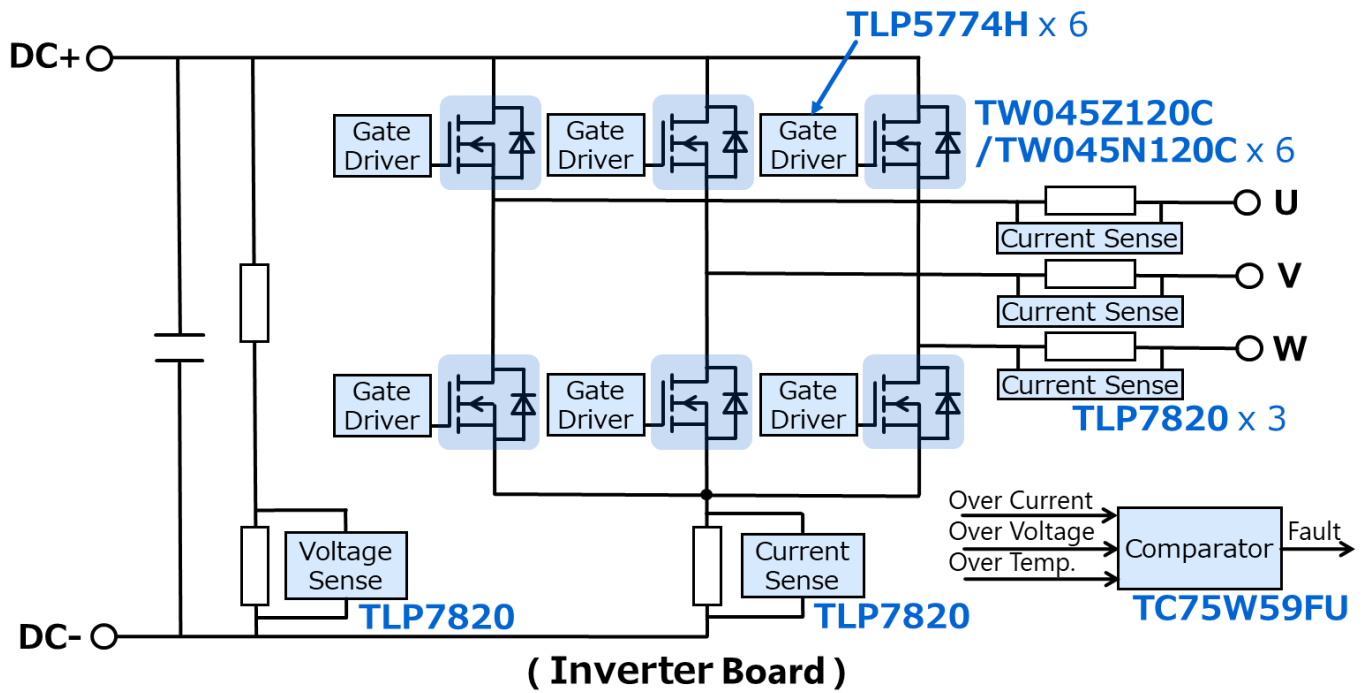 TLP5774H x 6
DC+
Gate
Driver
Gate
Driver
Gate
Driver
TW045Z120C
/TW045N120C x 6
U
Current Sense
V
Current Sense
W
Current Sense
TLP7820 x 3
Gate
Driver
Gate
Driver
Gate
Driver
Over Current
Over Voltage
Over Temp.
Comparator
Fault
TC75W59FU
Voltage
Sense
TLP7820
Current
Sense
TLP7820
DC-
( Inverter Board )